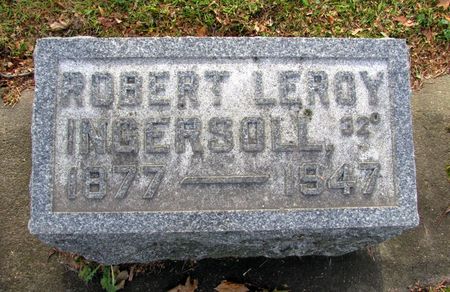 ROBERT LEROY
INGERSOLL, 32°
1877 — 1947